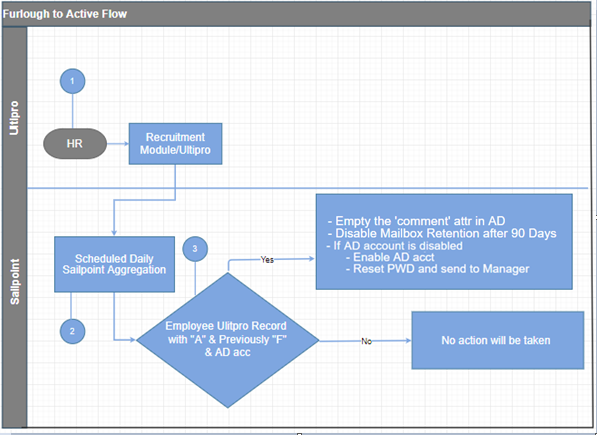 Furlough to Active Flow
Ultipro
1
HR
Recruitment
Module/Ultipro
Sailpoint
Scheduled Daily
Sailpoint Aggregation
2
3
Employee Ulitpro Record
with "A" & Previously "F"
& AD acc
Yes
- Empty the 'comment' attr in AD
- Disable Mailbox Retention after 90 Days
- If AD account is disabled
- Enable AD acct
- Reset PWD and send to Manager
No
No action will be taken